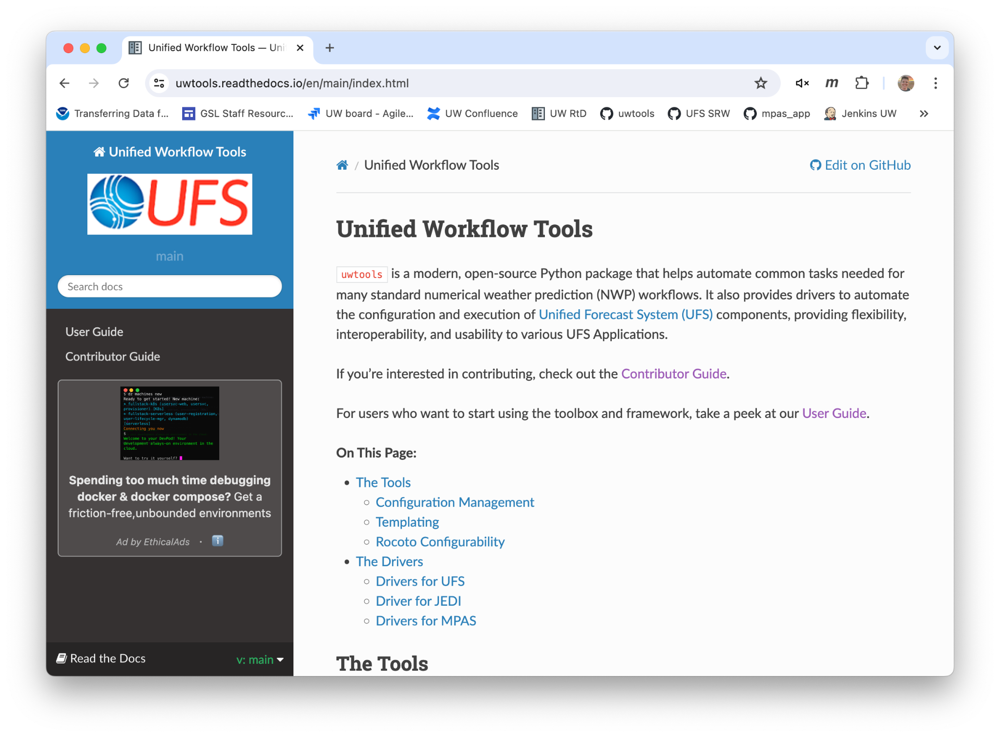 Unified Workflow Tools — Uni
uwtools.readthedocs.io/en/main/index.html
m
Transferring Data f...
GSL Staff Resourc...
UW board - Agile...
UW Confluence
UW RtD
uwtools
UFS SRW
mpas_app
Jenkins UW
»
Unified Workflow Tools
UFS
main
Search docs
User Guide
Contributor Guide
$ dz machines new
Ready to get started! New machine:
+ fullstack-k8s (usersvc-web, usersvc,
provisioner) [K8s]
+ fullstack-serverless (user-registration,
user-lifecycle-mgr, dynamodb)
[serverless]
Connecting you now
$
Welcome to your DevPod! Your
development always-on environment in the
cloud.
Want to try it yourself?
Spending too much time debugging
docker & docker compose? Get a
friction-free,unbounded environments
Ad by EthicalAds · i
Read the Docs
v: main
/ Unified Workflow Tools
Edit on GitHub
Unified Workflow Tools
uwtools is a modern, open-source Python package that helps automate common tasks needed for
many standard numerical weather prediction (NWP) workflows. It also provides drivers to automate
the configuration and execution of Unified Forecast System (UFS) components, providing flexibility,
interoperability, and usability to various UFS Applications.
If you’re interested in contributing, check out the Contributor Guide.
For users who want to start using the toolbox and framework, take a peek at our User Guide.
On This Page:
The Tools
Configuration Management
Templating
Rocoto Configurability
The Drivers
Drivers for UFS
Driver for JEDI
Drivers for MPAS
The Tools